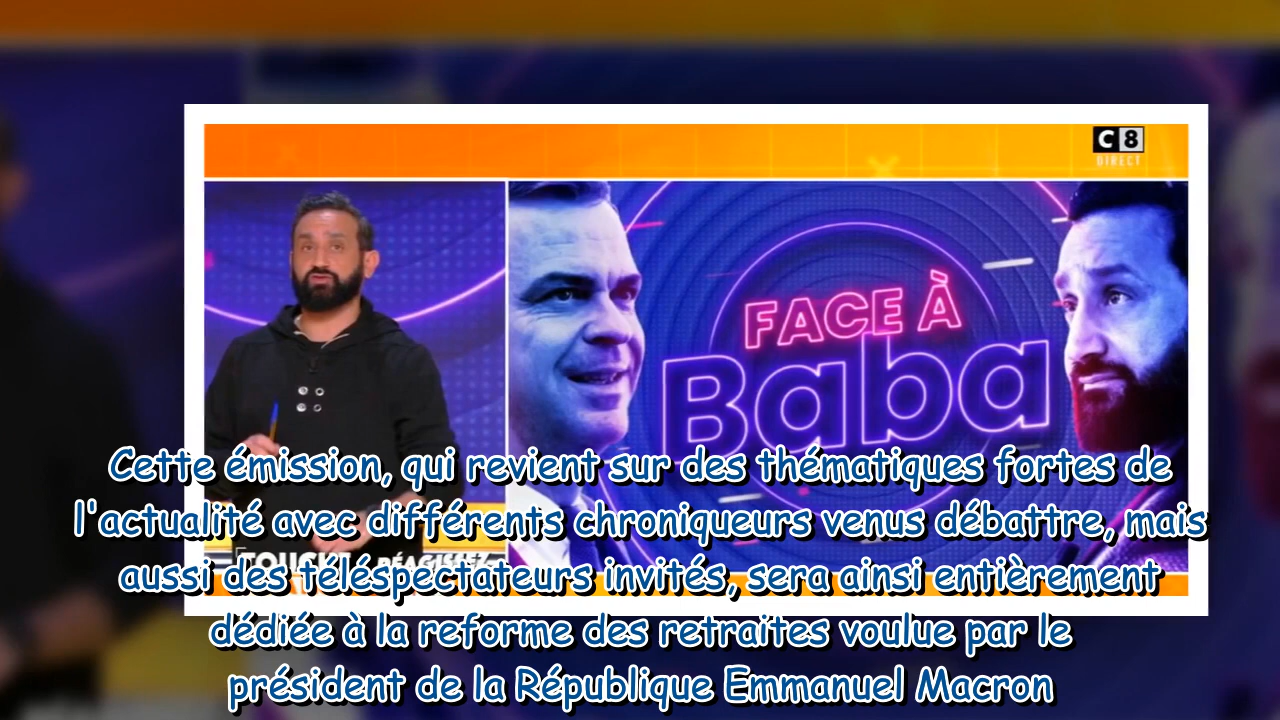 C8
DIRECT
FACE À
Baba
Cette émission, qui revient sur des thématiques fortes de
l'actualité avec différents chroniqueurs venus débattre, mais
aussi des téléspectateurs invités, sera ainsi entièrement
dédiée à la reforme des retraites voulue par le
président de la République Emmanuel Macron